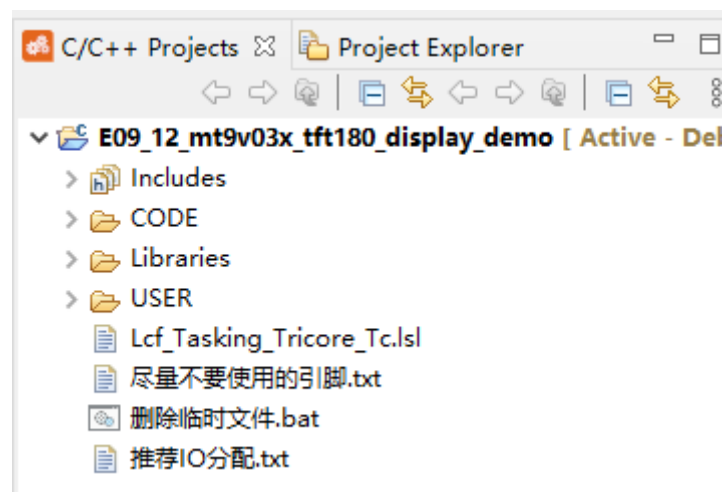 C/C++ Projects Project Explorer
E09_12_mt9v03x_tft180_display_demo [ Active - Del
Includes
CODE
Libraries
USER
Lcf_Tasking_Tricore_Tc.lsl
尽量不要使用的引脚.txt
删除临时文件.bat
推荐IO分配.txt